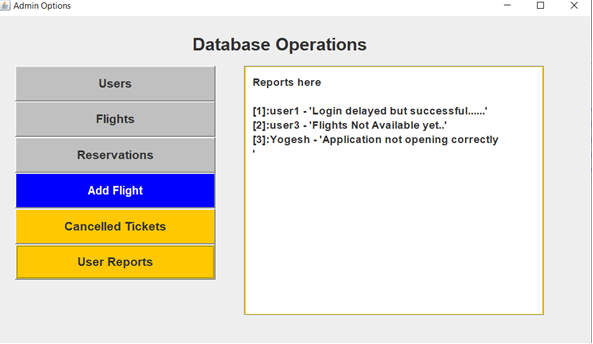 Admin Options
Database Operations
Users
Flights
Reservations
Add Flight
Cancelled Tickets
User Reports
Reports here
[1]:user1 - 'Login delayed but successful......'
[2]:user3 - 'Flights Not Available yet..'
[3]:Yogesh - 'Application not opening correctly
'